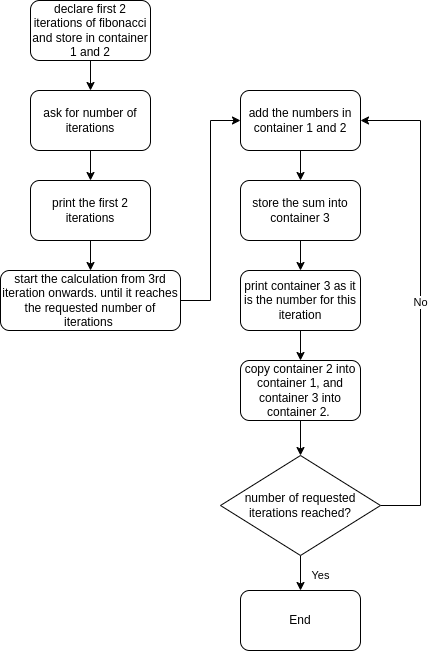 declare first 2
iterations of fibonacci
and store in container
1 and 2
ask for number of
iterations
print the first 2
iterations
start the calculation from 3rd
iteration onwards. until it reaches
the requested number of
iterations
add the numbers in
container 1 and 2
store the sum into
container 3
print container 3 as it
is the number for this
iteration
copy container 2 into
container 1, and
container 3 into
container 2.
number of requested
iterations reached?
No
Yes
End